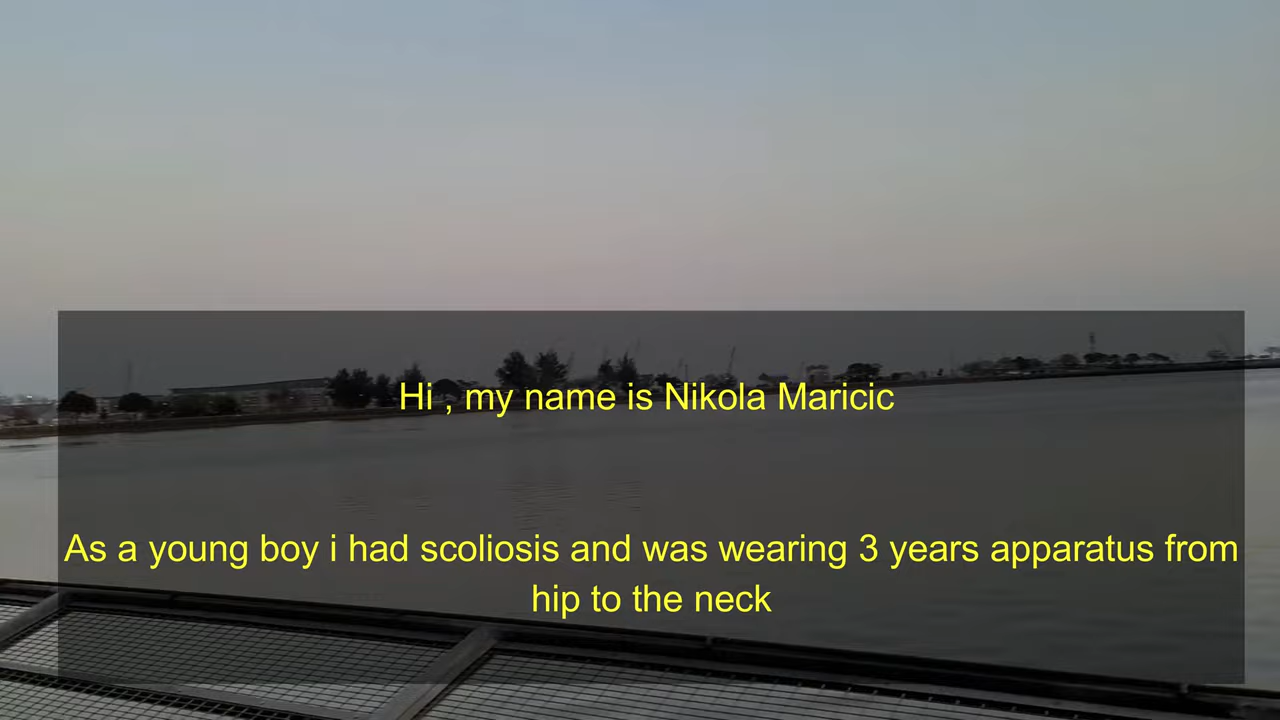 Hi , my name is Nikola Maricic
As a young boy i had scoliosis and was wearing 3 years apparatus from
hip to the neck